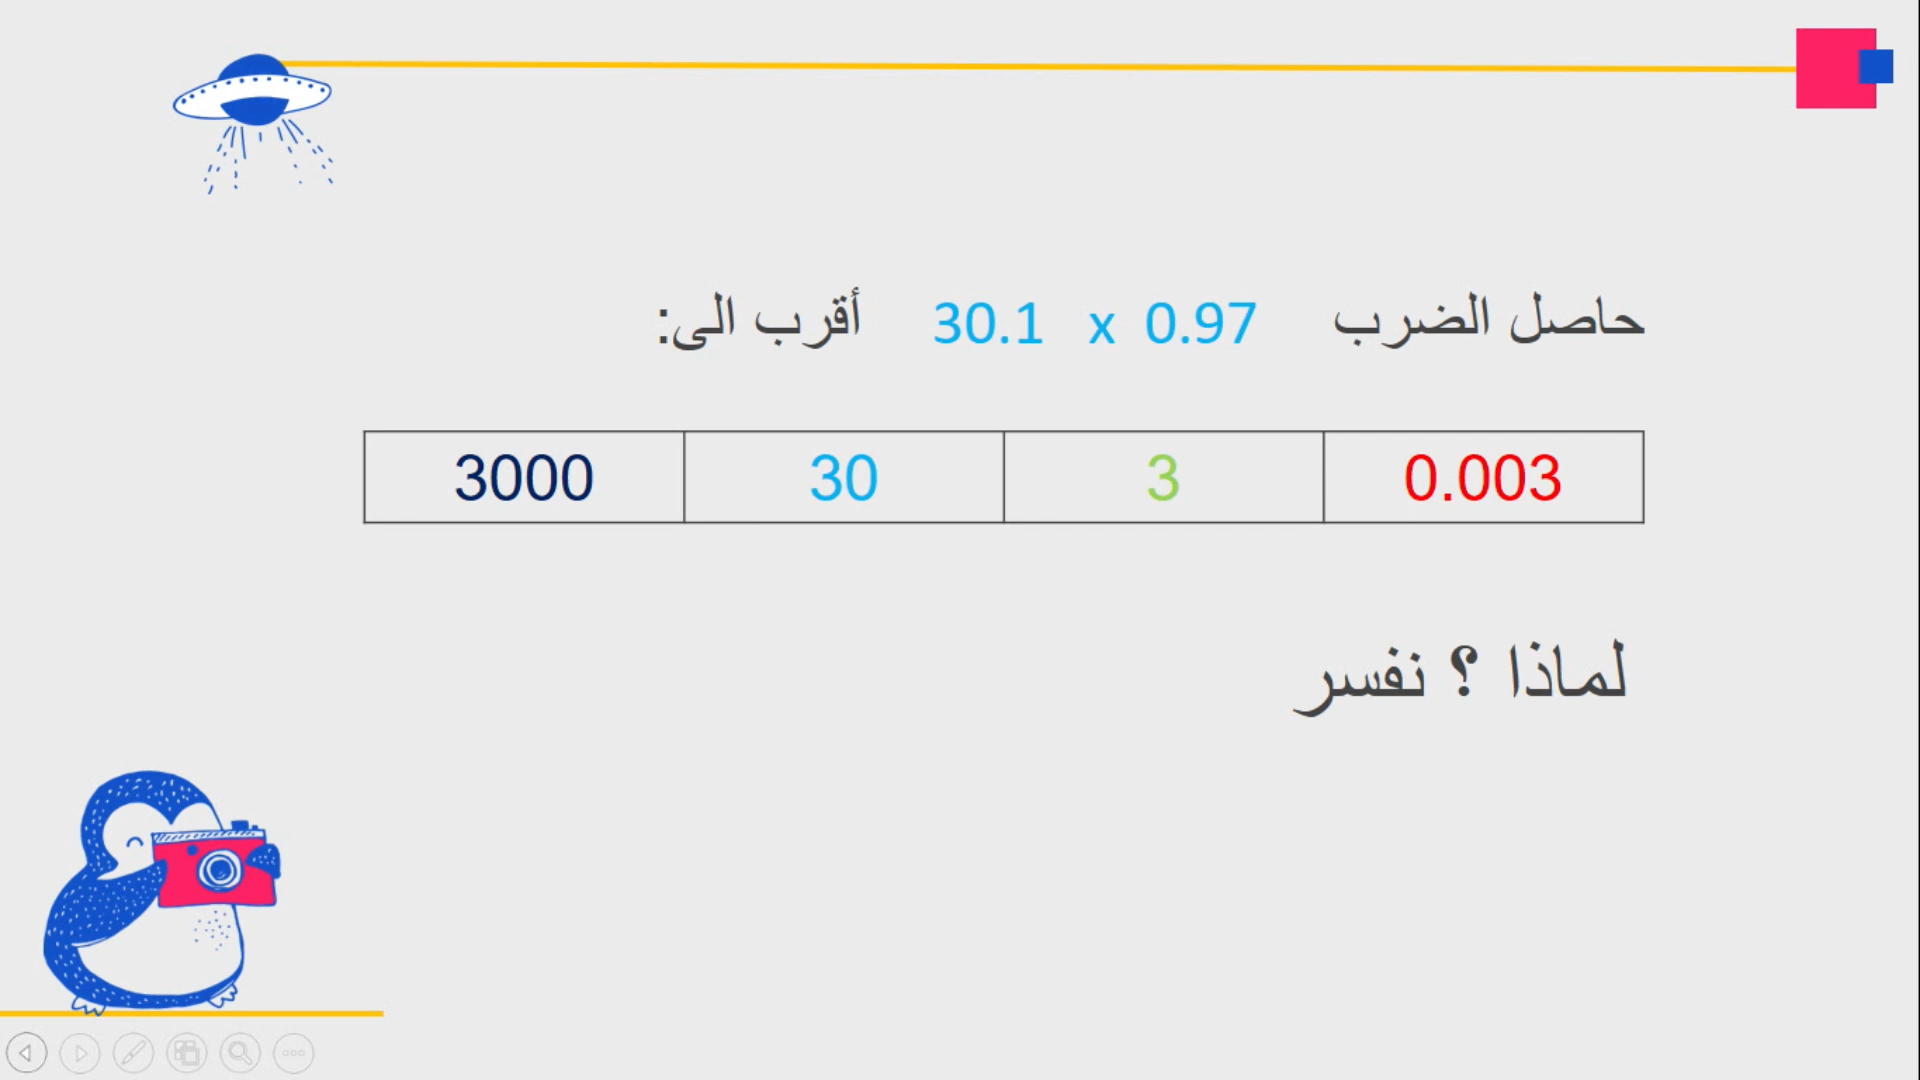 حاصل الضرب 30.1 x 0.97 أقرب الى:
3000 30 3 0.003
لماذا ؟ نفسر